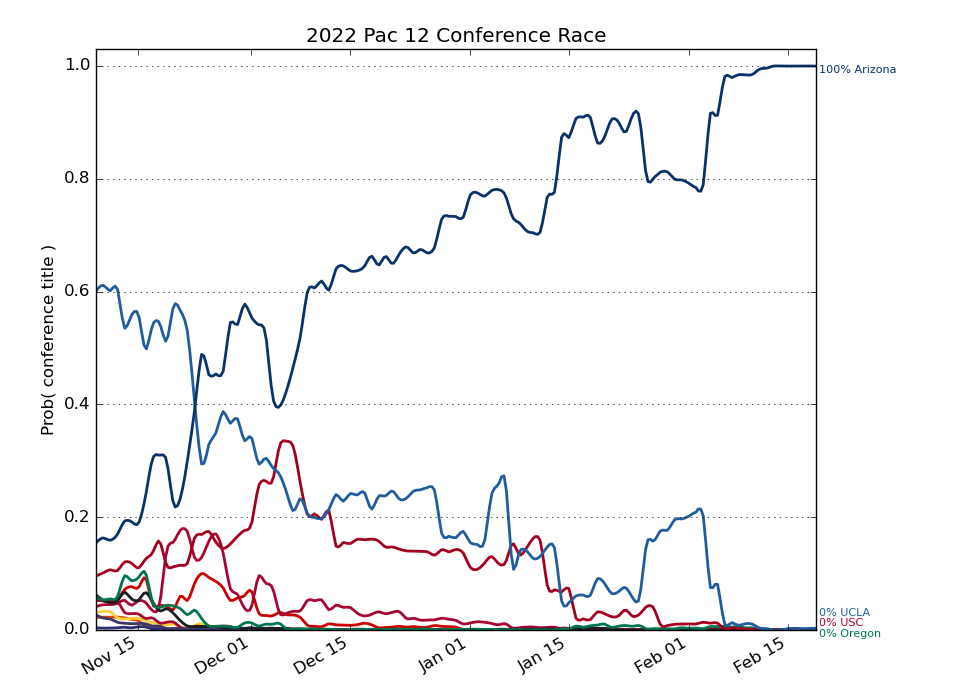 2022 Pac 12 Conference Race
Prob( conference title )
1.0
0.8
0.6
0.4
0.2
0.0
Nov 15
Dec 01
Dec 15
Jan 01
Jan 15
Feb 01
Feb 15
100% Arizona
0% UCLA
0% USC
0% Oregon